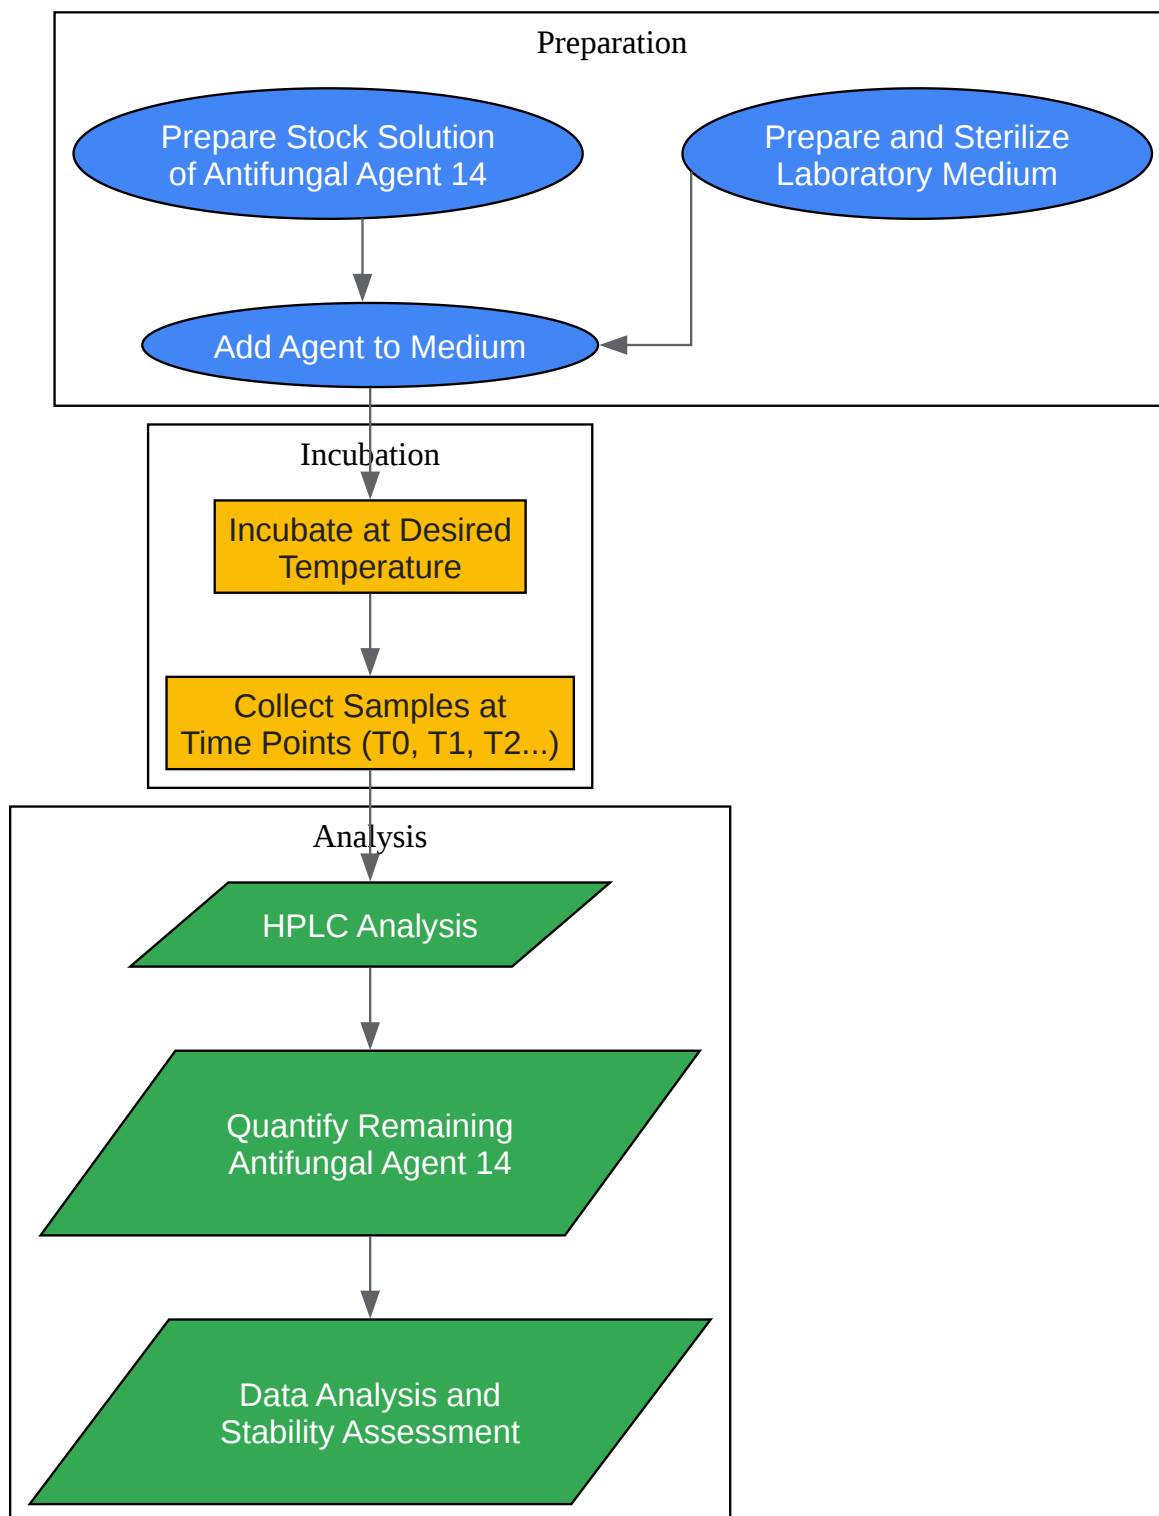 Preparation
Prepare Stock Solution
of Antifungal Agent 14
Prepare and Sterilize
Laboratory Medium
Add Agent to Medium
Incubation
Incubate at Desired
Temperature
Collect Samples at
Time Points (T0, T1, T2...)
Analysis
HPLC Analysis
Quantify Remaining
Antifungal Agent 14
Data Analysis and
Stability Assessment